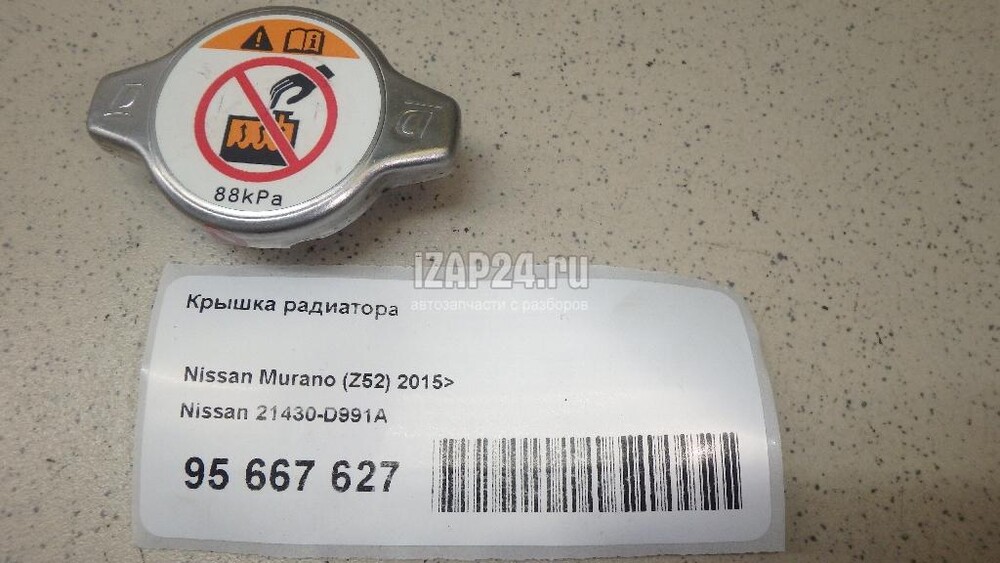 88kPa
iZAP24.ru
автозапчасти с разборов
Крышка радиатора
Nissan Murano (Z52) 2015>
Nissan 21430-D991A
95 667 627